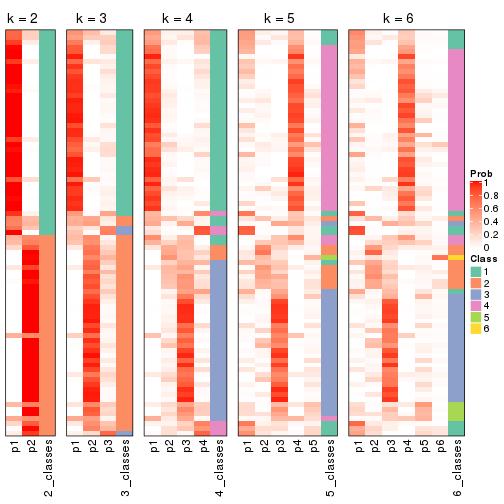 k = 2
k = 3
k = 4
k = 5
k = 6
Prob
1
0.8
0.6
0.4
0.2
0
Class
1
2
3
4
5
6
p1
p2
2_classes
p1
p2
p3
3_classes
p1
p2
p3
p4
4_classes
p1
p2
p3
p4
p5
5_classes
p1
p2
p3
p4
p5
p6
6_classes